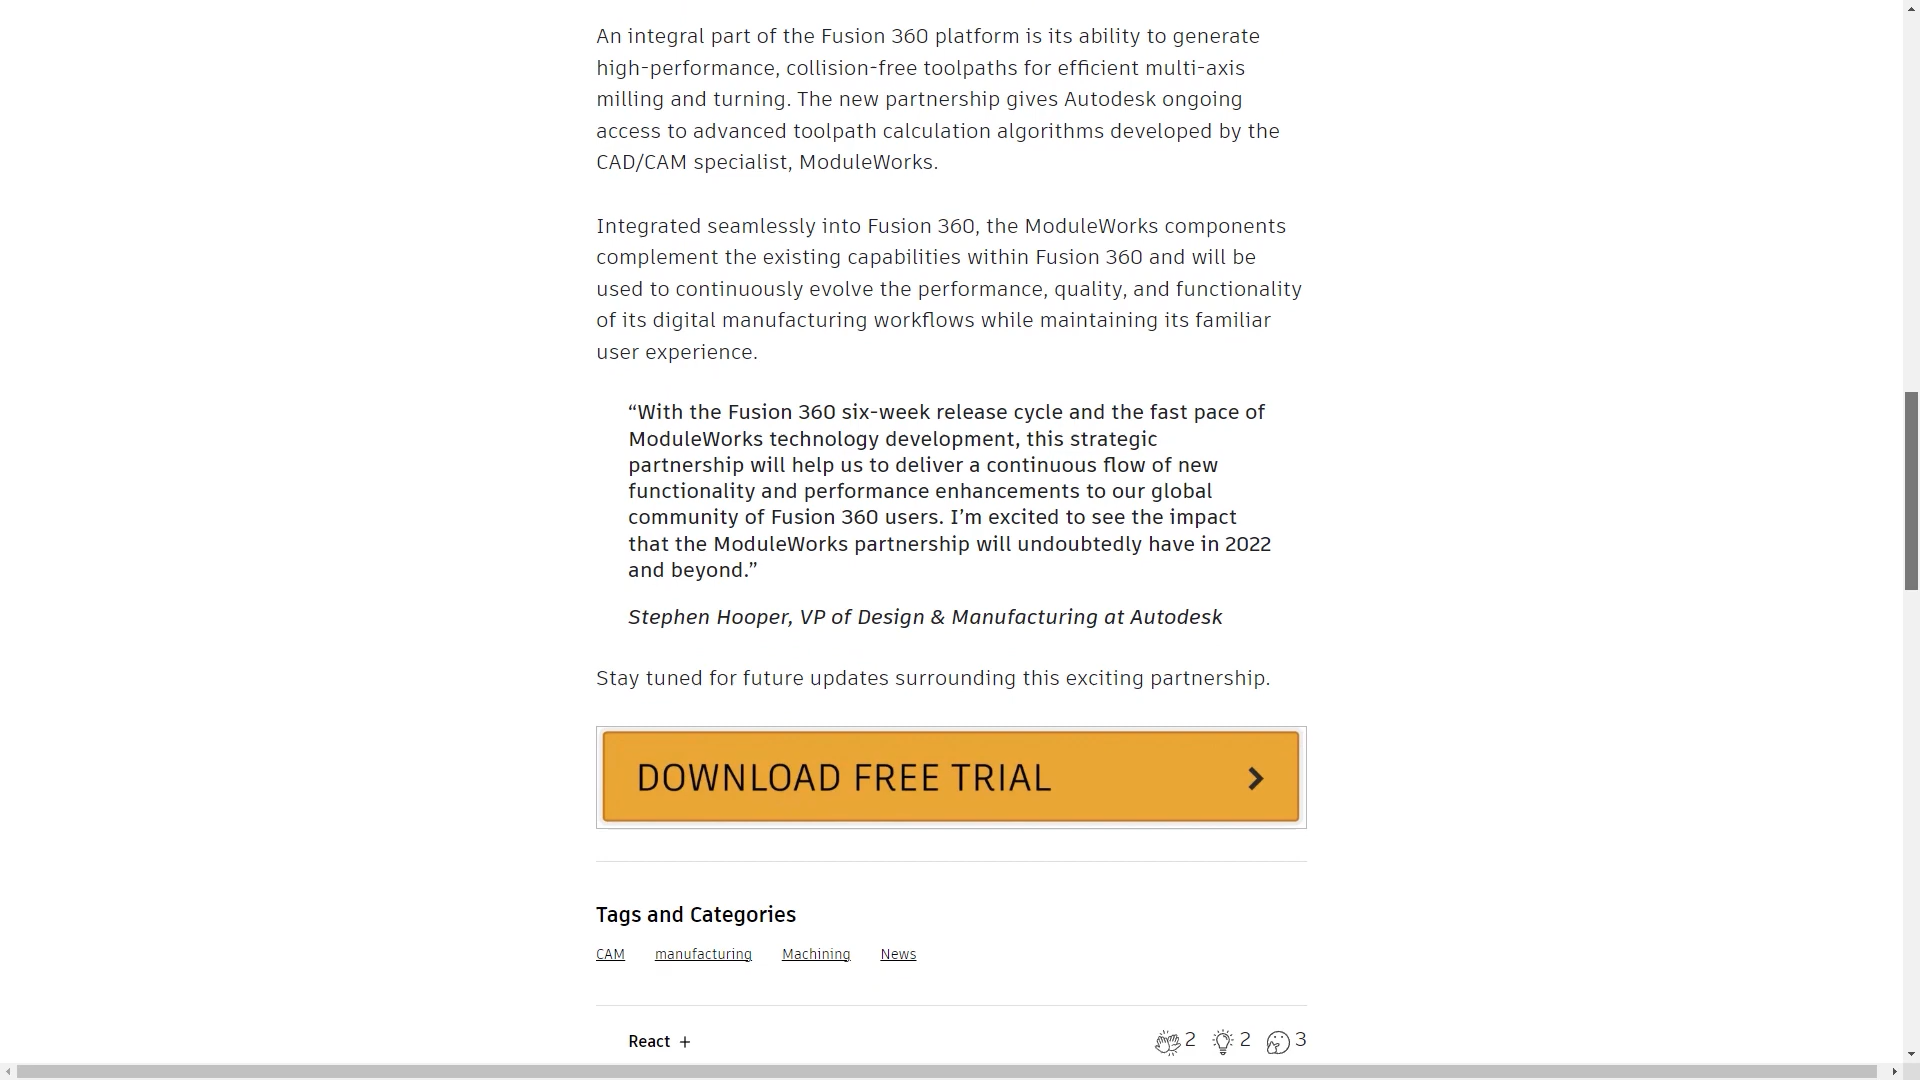 An integral part of the Fusion 360 platform is its ability to generate
high-performance, collision-free toolpaths for efficient multi-axis
milling and turning. The new partnership gives Autodesk ongoing
access to advanced toolpath calculation algorithms developed by the
CAD/CAM specialist, ModuleWorks.
Integrated seamlessly into Fusion 360, the ModuleWorks components
complement the existing capabilities within Fusion 360 and will be
used to continuously evolve the performance, quality, and functionality
of its digital manufacturing workflows while maintaining its familiar
user experience.
“With the Fusion 360 six-week release cycle and the fast pace of
ModuleWorks technology development, this strategic
partnership will help us to deliver a continuous flow of new
functionality and performance enhancements to our global
community of Fusion 360 users. I’m excited to see the impact
that the ModuleWorks partnership will undoubtedly have in 2022
and beyond.”
Stephen Hooper, VP of Design & Manufacturing at Autodesk
Stay tuned for future updates surrounding this exciting partnership.
DOWNLOAD FREE TRIAL
Tags and Categories
CAM manufacturing Machining News
React + 2 2 3